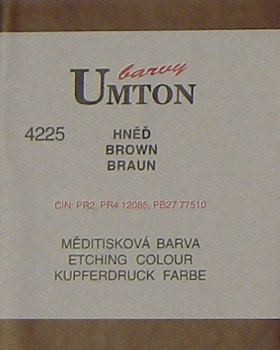 barvy
UMTON
4225
HNĚĎ
BROWN
BRAUN
CIN: PR2, PR4 12085, PB27 77510
MĚDITISKOVÁ BARVA
ETCHING COLOUR
KUPFERDRUCK FARBE